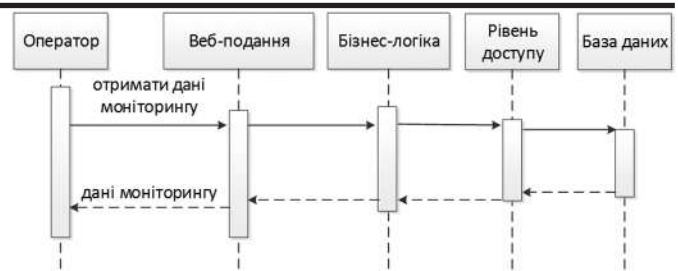 Оператор
Веб-подання
Бізнес-логіка
Рівень
доступу
База даних
отримати дані
моніторингу
дані моніторингу